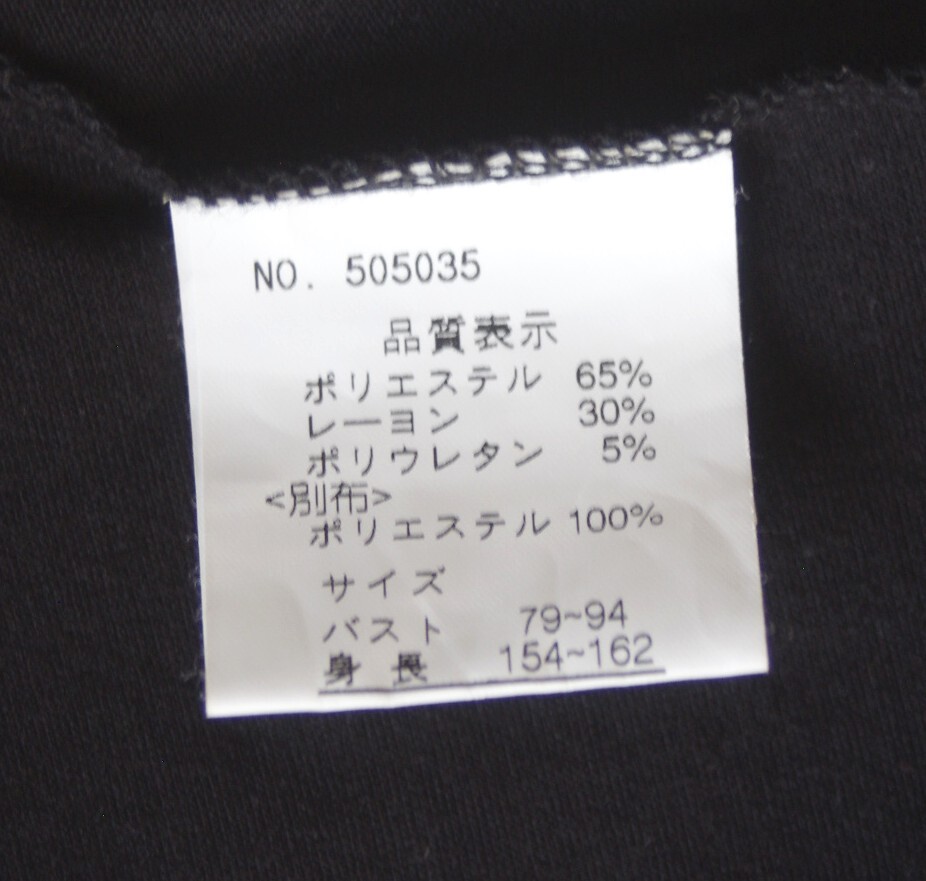 NO. 505035
品質表示
ポリエステル 65%
レーヨン 30%
ポリウレタン 5%
<別布>
ポリエステル 100%
サイズ
バスト 79~94
身長 154~162